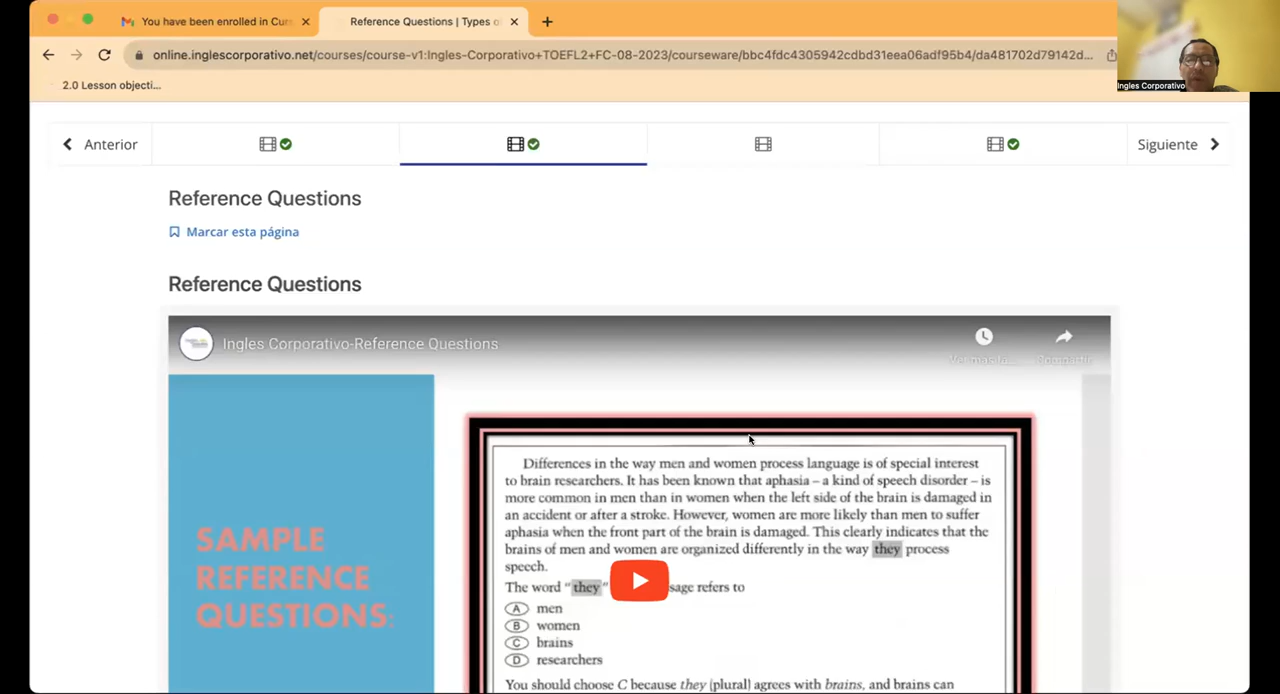 You have been enrolled in Cur
Reference Questions | Types o
online.inglescorporativo.net/courses/course-v1:Ingles-Corporativo+TOEFL2+FC-08-2023/courseware/bbc4fdc4305942cdbd31eea06adf95b4/da481702d79142d...
Ingles Corporativo
2.0 Lesson objecti...
Anterior
Siguiente
Reference Questions
Marcar esta página
Reference Questions
Ingles Corporativo-Reference Questions
Ver más ta...
Compartir
SAMPLE
REFERENCE
QUESTIONS:
Differences in the way men and women process language is of special interest
to brain researchers. It has been known that aphasia – a kind of speech disorder – is
more common in men than in women when the left side of the brain is damaged in
an accident or after a stroke. However, women are more likely than men to suffer
aphasia when the front part of the brain is damaged. This clearly indicates that the
brains of men and women are organized differently in the way they process
speech.
The word "they" sage refers to
A men
B women
C brains
D researchers
You should choose C because they (plural) agrees with brains, and brains can